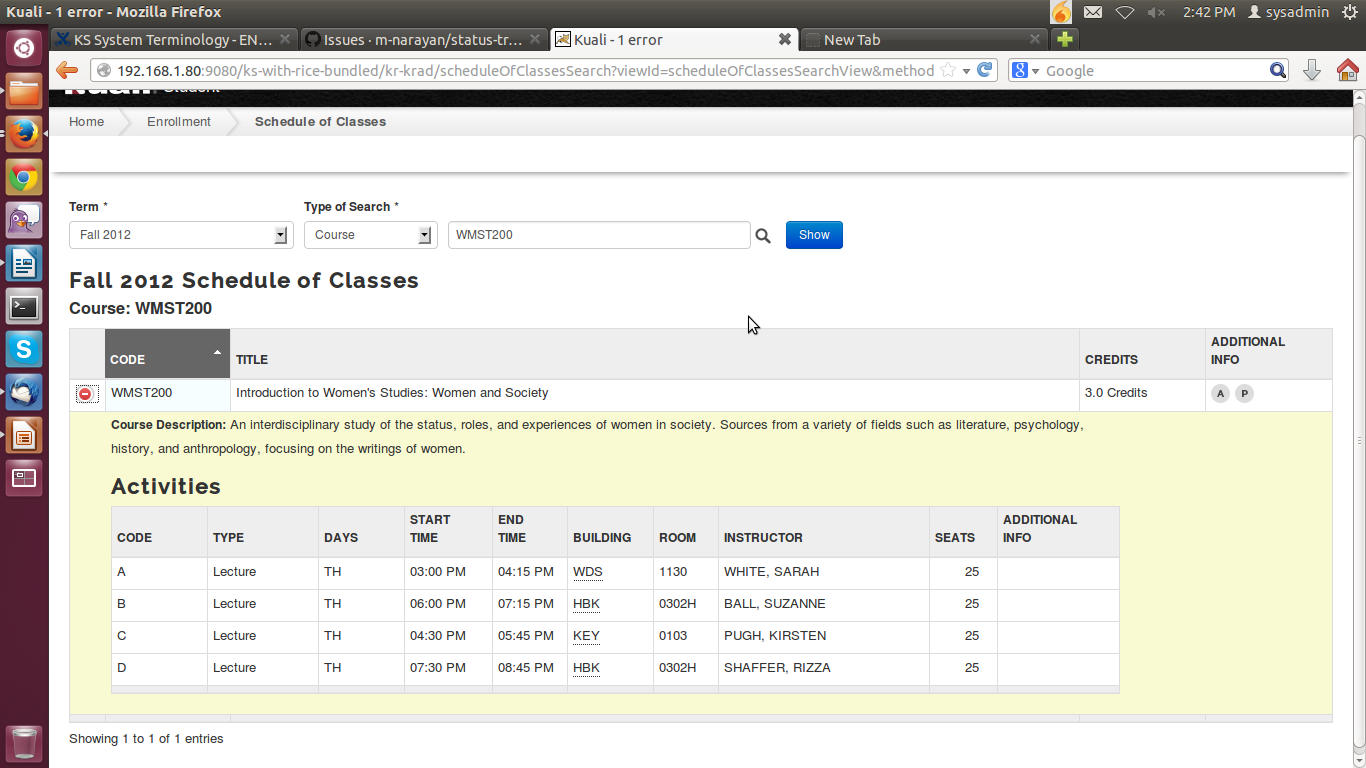 Kuali - 1 error - Mozilla Firefox
2:42 PM
sysadmin
KS System Terminology - EN...
Issues · m-narayan/status-tr...
Kuali - 1 error
New Tab
192.168.1.80:9080/ks-with-rice-bundled/kr-krad/scheduleOfClassesSearch?viewId=scheduleOfClassesSearchView&method
Google
Home
Enrollment
Schedule of Classes
Term *
Type of Search *
Fall 2012
Course
WMST200
Show
Fall 2012 Schedule of Classes
Course: WMST200
CODE TITLE CREDITS ADDITIONAL INFO
WMST200 Introduction to Women's Studies: Women and Society 3.0 Credits A P
Course Description: An interdisciplinary study of the status, roles, and experiences of women in society. Sources from a variety of fields such as literature, psychology,
history, and anthropology, focusing on the writings of women.
Activities
CODE TYPE DAYS START TIME END TIME BUILDING ROOM INSTRUCTOR SEATS ADDITIONAL INFO
A Lecture TH 03:00 PM 04:15 PM WDS 1130 WHITE, SARAH 25
B Lecture TH 06:00 PM 07:15 PM HBK 0302H BALL, SUZANNE 25
C Lecture TH 04:30 PM 05:45 PM KEY 0103 PUGH, KIRSTEN 25
D Lecture TH 07:30 PM 08:45 PM HBK 0302H SHAFFER, RIZZA 25
Showing 1 to 1 of 1 entries